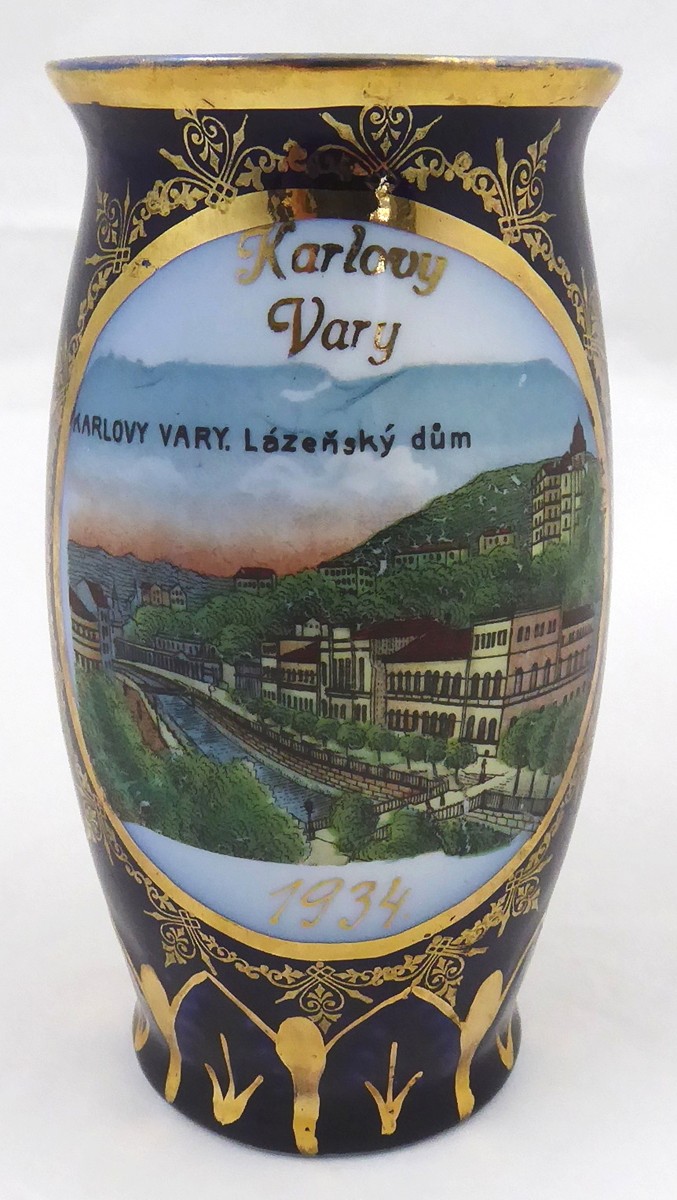 Karlovy
Vary
KARLOVY VARY. Lázeňský dům
1934.